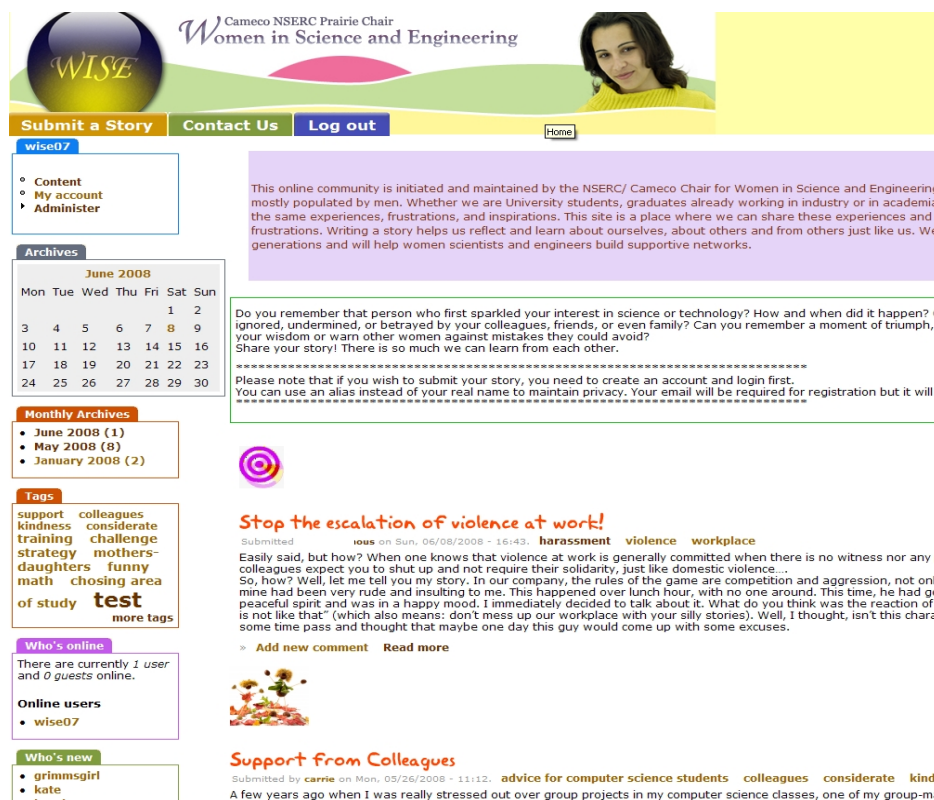 Cameco NSERC Prairie Chair
Women in Science and Engineering
WISE
Submit a Story Contact Us Log out
Home
wise07
Content
My account
Administer
Archives
June 2008
Mon Tue Wed Thu Fri Sat Sun
1 2
3 4 5 6 7 8 9
10 11 12 13 14 15 16
17 18 19 20 21 22 23
24 25 26 27 28 29 30
Monthly Archives
June 2008 (1)
May 2008 (8)
January 2008 (2)
Tags
support colleagues
kindness considerate
training challenge
strategy mothers-
daughters funny
math chosing area
of study test
more tags
Who's online
There are currently 1 user
and 0 guests online.
Online users
wise07
Who's new
grimmsgirl
kate
This online community is initiated and maintained by the NSERC/ Cameco Chair for Women in Science and Engineering
mostly populated by men. Whether we are University students, graduates already working in industry or in academia
the same experiences, frustrations, and inspirations. This site is a place where we can share these experiences and
frustrations. Writing a story helps us reflect and learn about ourselves, about others and from others just like us. We
generations and will help women scientists and engineers build supportive networks.
Do you remember that person who first sparkled your interest in science or technology? How and when did it happen?
ignored, undermined, or betrayed by your colleagues, friends, or even family? Can you remember a moment of triumph,
your wisdom or warn other women against mistakes they could avoid?
Share your story! There is so much we can learn from each other.
Please note that if you wish to submit your story, you need to create an account and login first.
You can use an alias instead of your real name to maintain privacy. Your email will be required for registration but it will
Stop the escalation of violence at work!
Submitted ious on Sun, 06/08/2008 - 16:43. harassment violence workplace
Easily said, but how? When one knows that violence at work is generally committed when there is no witness nor any
colleagues expect you to shut up and not require their solidarity, just like domestic violence....
So, how? Well, let me tell you my story. In our company, the rules of the game are competition and aggression, not onl
mine had been very rude and insulting to me. This happened over lunch hour, with no one around. This time, he had go
peaceful spirit and was in a happy mood. I immediately decided to talk about it. What do you think was the reaction of
is not like that" (which also means: don't mess up our workplace with your silly stories). Well, I thought, isn't this chara
some time pass and thought that maybe one day this guy would come up with some excuses.
» Add new comment Read more
Support from Colleagues
Submitted by carrie on Mon, 05/26/2008 - 11:12. advice for computer science students colleagues considerate kind
A few years ago when I was really stressed out over group projects in my computer science classes, one of my group-ma